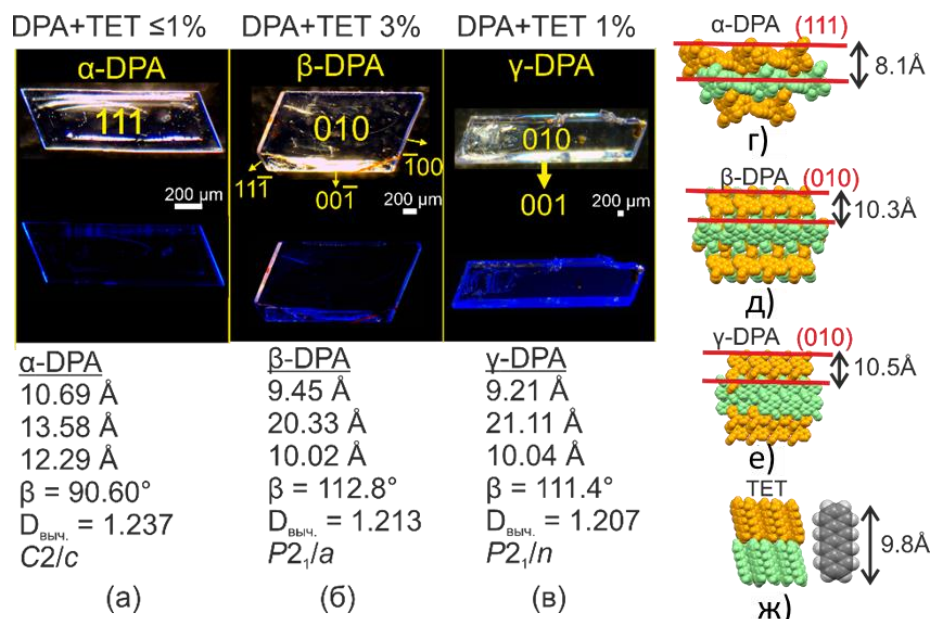 DPA+TET ≤1%
DPA+TET 3%
DPA+TET 1%
α-DPA
β-DPA
γ-DPA
111
200 µm
010
1̅00
111̅
001̅
200 µm
010
001
200 µm
α-DPA
10.69 Å
13.58 Å
12.29 Å
β = 90.60°
Dвыч. = 1.237
C2/c
(а)
β-DPA
9.45 Å
20.33 Å
10.02 Å
β = 112.8°
Dвыч. = 1.213
P2₁/a
(б)
γ-DPA
9.21 Å
21.11 Å
10.04 Å
β = 111.4°
Dвыч. = 1.207
P2₁/n
(в)
α-DPA (111)
8.1Å
г)
β-DPA (010)
10.3Å
д)
γ-DPA (010)
10.5Å
е)
TET
9.8Å
ж)